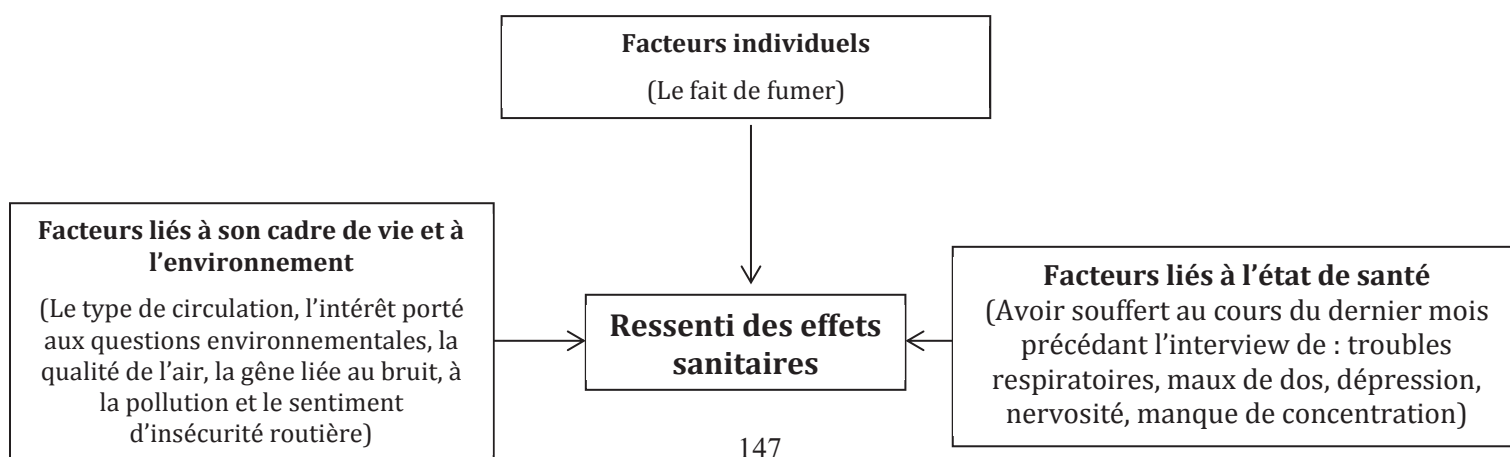 Facteurs individuels
(Le fait de fumer)
Facteurs liés à son cadre de vie et à
l’environnement
(Le type de circulation, l’intérêt porté
aux questions environnementales, la
qualité de l’air, la gêne liée au bruit, à
la pollution et le sentiment
d’insécurité routière)
Ressenti des effets
sanitaires
Facteurs liés à l’état de santé
(Avoir souffert au cours du dernier mois
précédant l’interview de : troubles
respiratoires, maux de dos, dépression,
nervosité, manque de concentration)
147